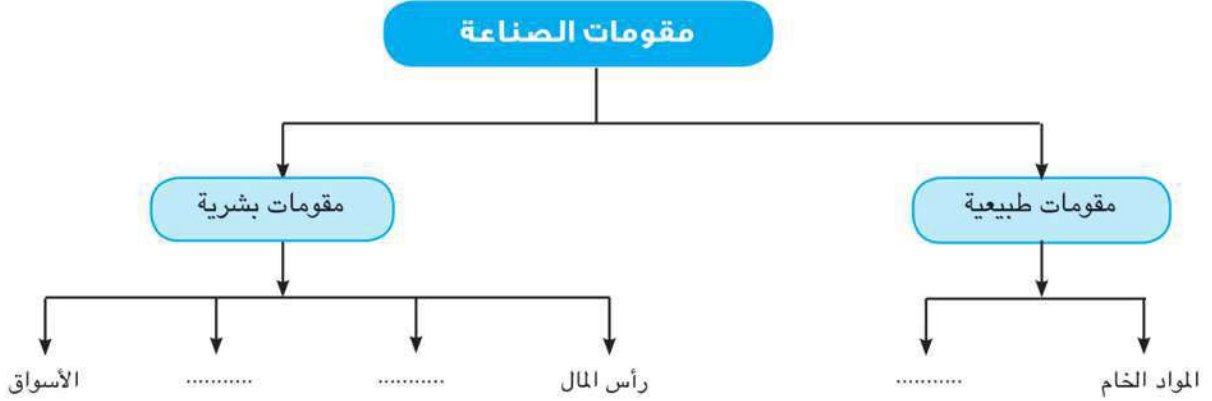 مقومات الصناعة
مقومات طبيعية
مقومات بشرية
المواد الخام
...........
رأس المال
...........
...........
الأسواق